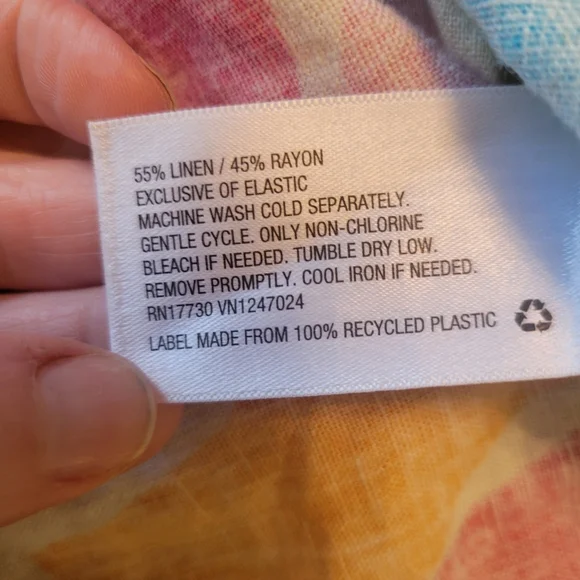 55% LINEN / 45% RAYON
EXCLUSIVE OF ELASTIC
MACHINE WASH COLD SEPARATELY.
GENTLE CYCLE. ONLY NON-CHLORINE
BLEACH IF NEEDED. TUMBLE DRY LOW.
REMOVE PROMPTLY. COOL IRON IF NEEDED.
RN17730 VN1247024
LABEL MADE FROM 100% RECYCLED PLASTIC